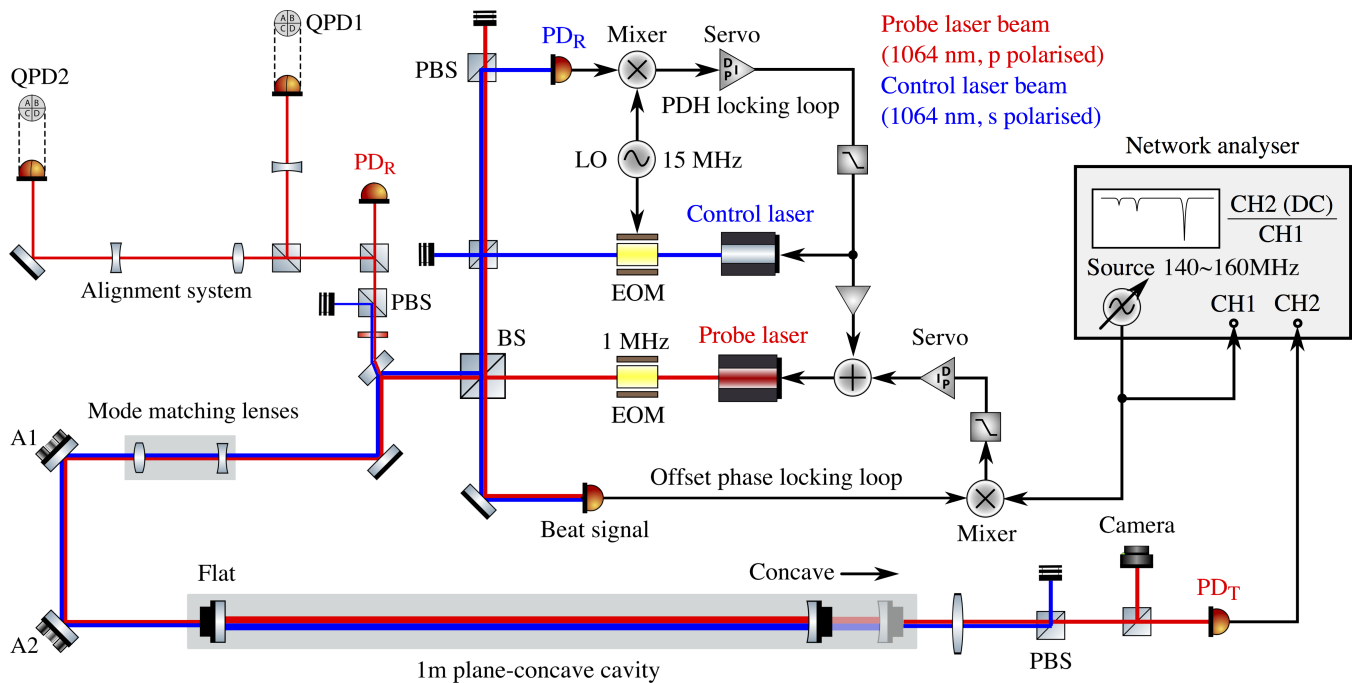 QPD1
A B
C D
QPD2
A B
C D
PD_R
PBS
Alignment system
PBS
PD_R
Mixer
Servo
D
P I
PDH locking loop
LO
15 MHz
Control laser
EOM
Probe laser beam
(1064 nm, p polarised)
Control laser beam
(1064 nm, s polarised)
Network analyser
CH2 (DC)
CH1
Source 140~160MHz
CH1
CH2
BS
1 MHz
Probe laser
EOM
Servo
D
I P
Mode matching lenses
A1
Offset phase locking loop
Beat signal
Mixer
Camera
Flat
Concave
PD_T
A2
1m plane-concave cavity
PBS